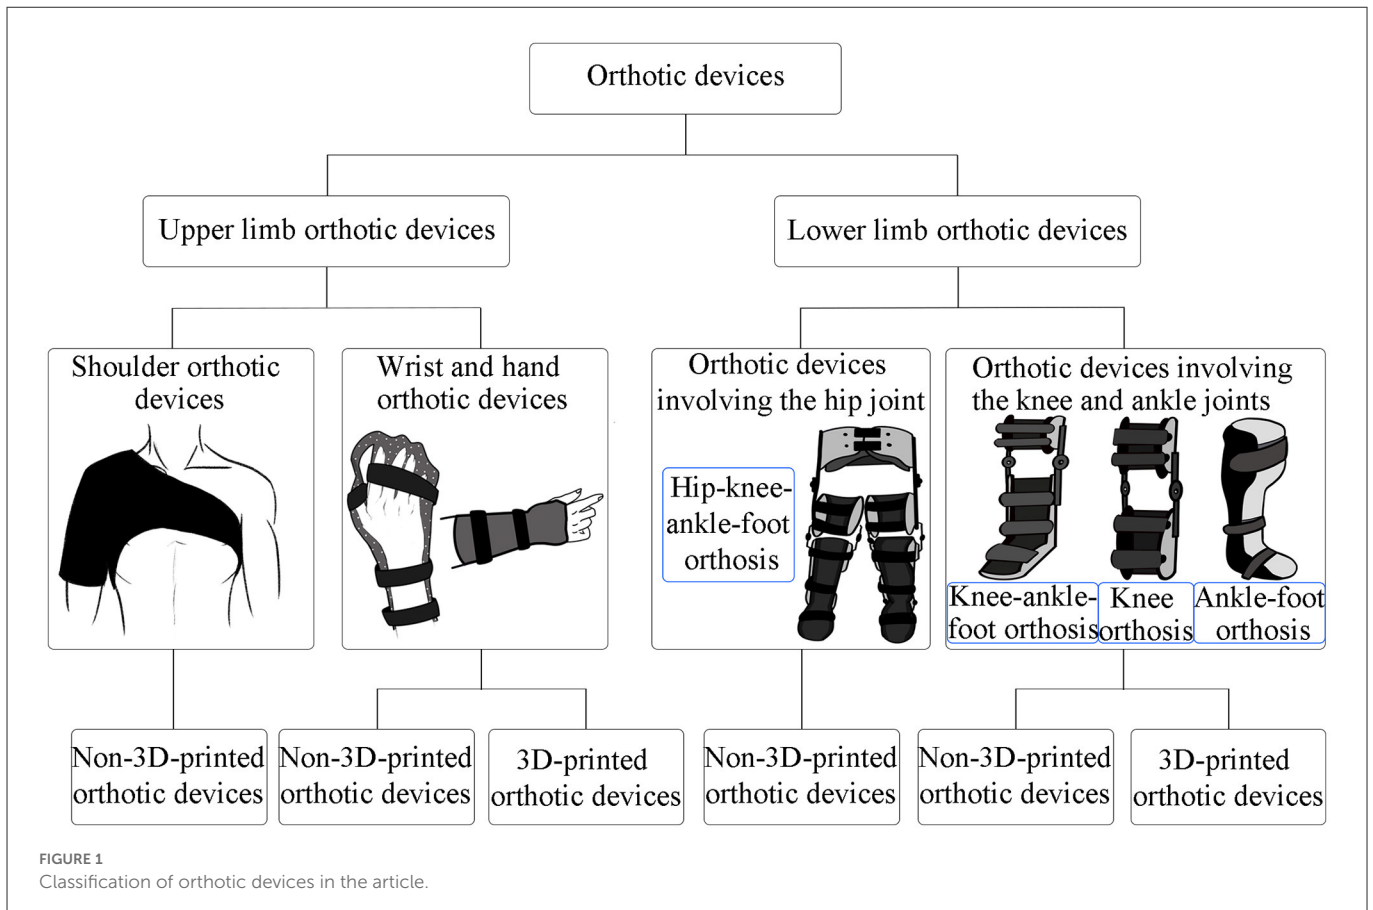 Orthotic devices
Upper limb orthotic devices
Lower limb orthotic devices
Shoulder orthotic
devices
Wrist and hand
orthotic devices
Orthotic devices
involving the hip joint
Hip-knee-
ankle-foot
orthosis
Orthotic devices involving
the knee and ankle joints
Knee-ankle-
foot orthosis
Knee
orthosis
Ankle-foot
orthosis
Non-3D-printed
orthotic devices
Non-3D-printed
orthotic devices
3D-printed
orthotic devices
Non-3D-printed
orthotic devices
Non-3D-printed
orthotic devices
3D-printed
orthotic devices
FIGURE 1
Classification of orthotic devices in the article.